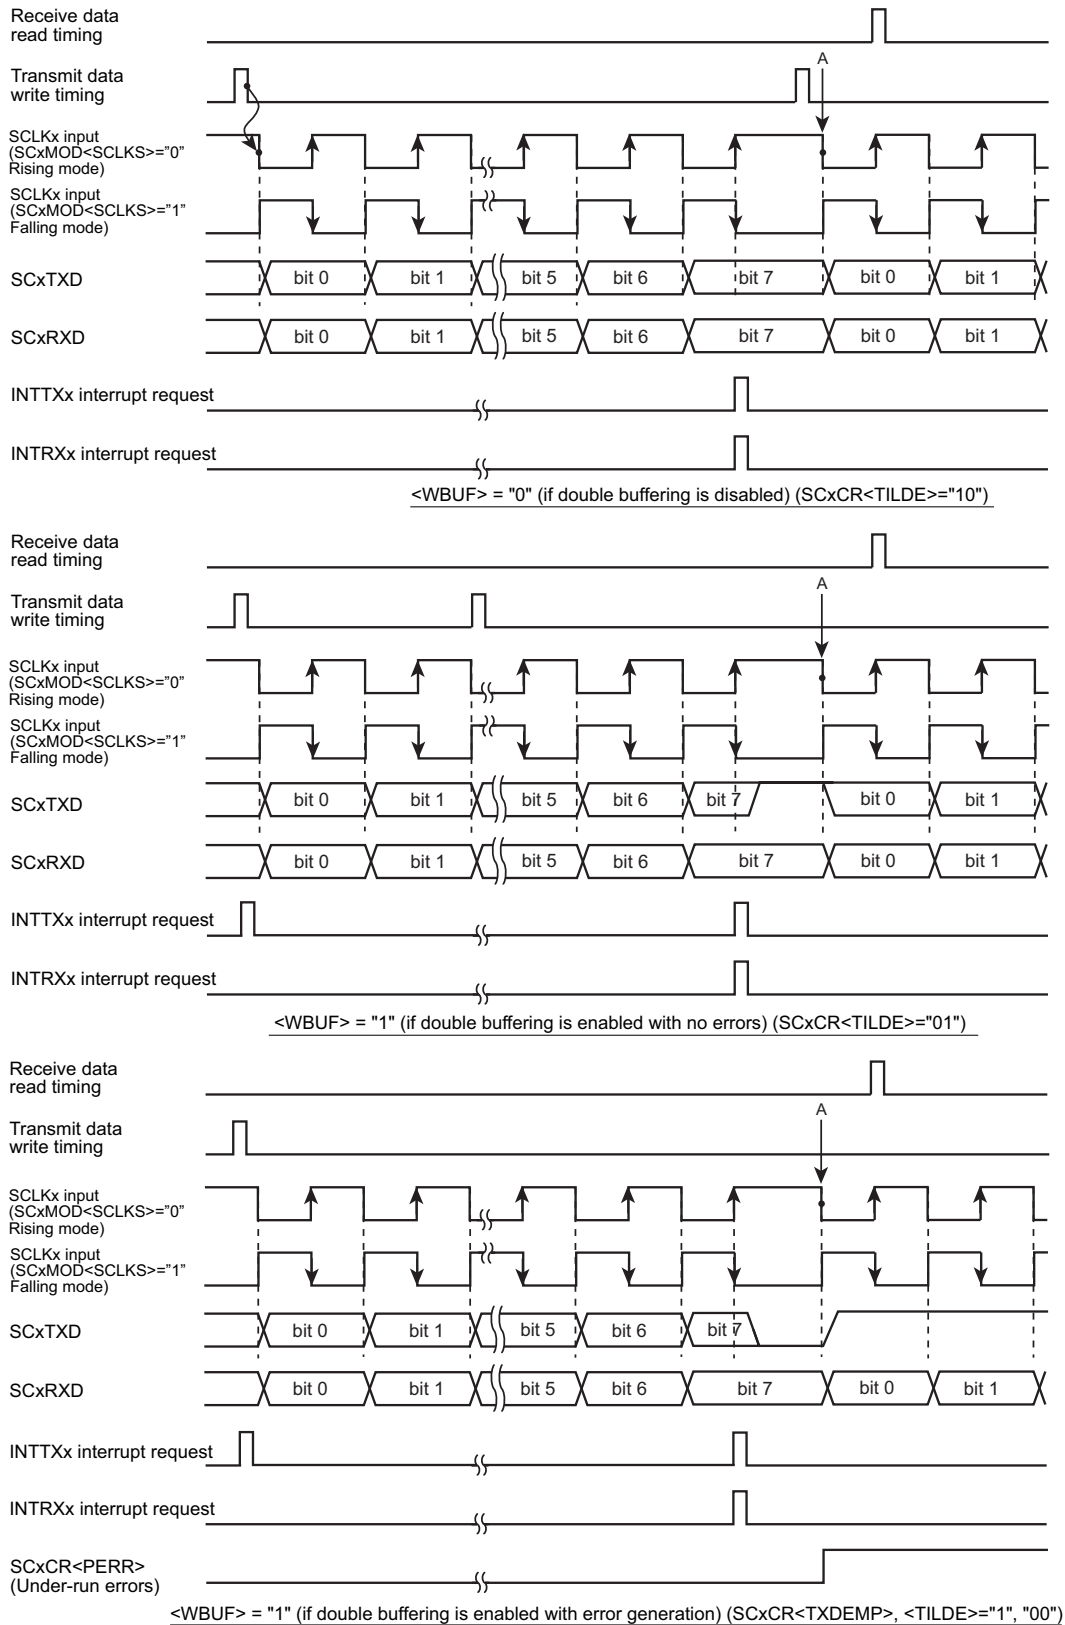 Receive data
read timing
A
Transmit data
write timing
SCLKx input
(SCxMOD<SCLKS>="0"
Rising mode)
SCLKx input
(SCxMOD<SCLKS>="1"
Falling mode)
SCxTXD bit 0 bit 1 bit 5 bit 6 bit 7 bit 0 bit 1
SCxRXD bit 0 bit 1 bit 5 bit 6 bit 7 bit 0 bit 1
INTTXx interrupt request
INTRXx interrupt request
<WBUF> = "0" (if double buffering is disabled) (SCxCR<TILDE>="10")
Receive data
read timing
A
Transmit data
write timing
SCLKx input
(SCxMOD<SCLKS>="0"
Rising mode)
SCLKx input
(SCxMOD<SCLKS>="1"
Falling mode)
SCxTXD bit 0 bit 1 bit 5 bit 6 bit 7 bit 0 bit 1
SCxRXD bit 0 bit 1 bit 5 bit 6 bit 7 bit 0 bit 1
INTTXx interrupt request
INTRXx interrupt request
<WBUF> = "1" (if double buffering is enabled with no errors) (SCxCR<TILDE>="01")
Receive data
read timing
A
Transmit data
write timing
SCLKx input
(SCxMOD<SCLKS>="0"
Rising mode)
SCLKx input
(SCxMOD<SCLKS>="1"
Falling mode)
SCxTXD bit 0 bit 1 bit 5 bit 6 bit 7
SCxRXD bit 0 bit 1 bit 5 bit 6 bit 7 bit 0 bit 1
INTTXx interrupt request
INTRXx interrupt request
SCxCR<PERR>
(Under-run errors)
<WBUF> = "1" (if double buffering is enabled with error generation) (SCxCR<TXDEMP>, <TILDE>="1", "00")